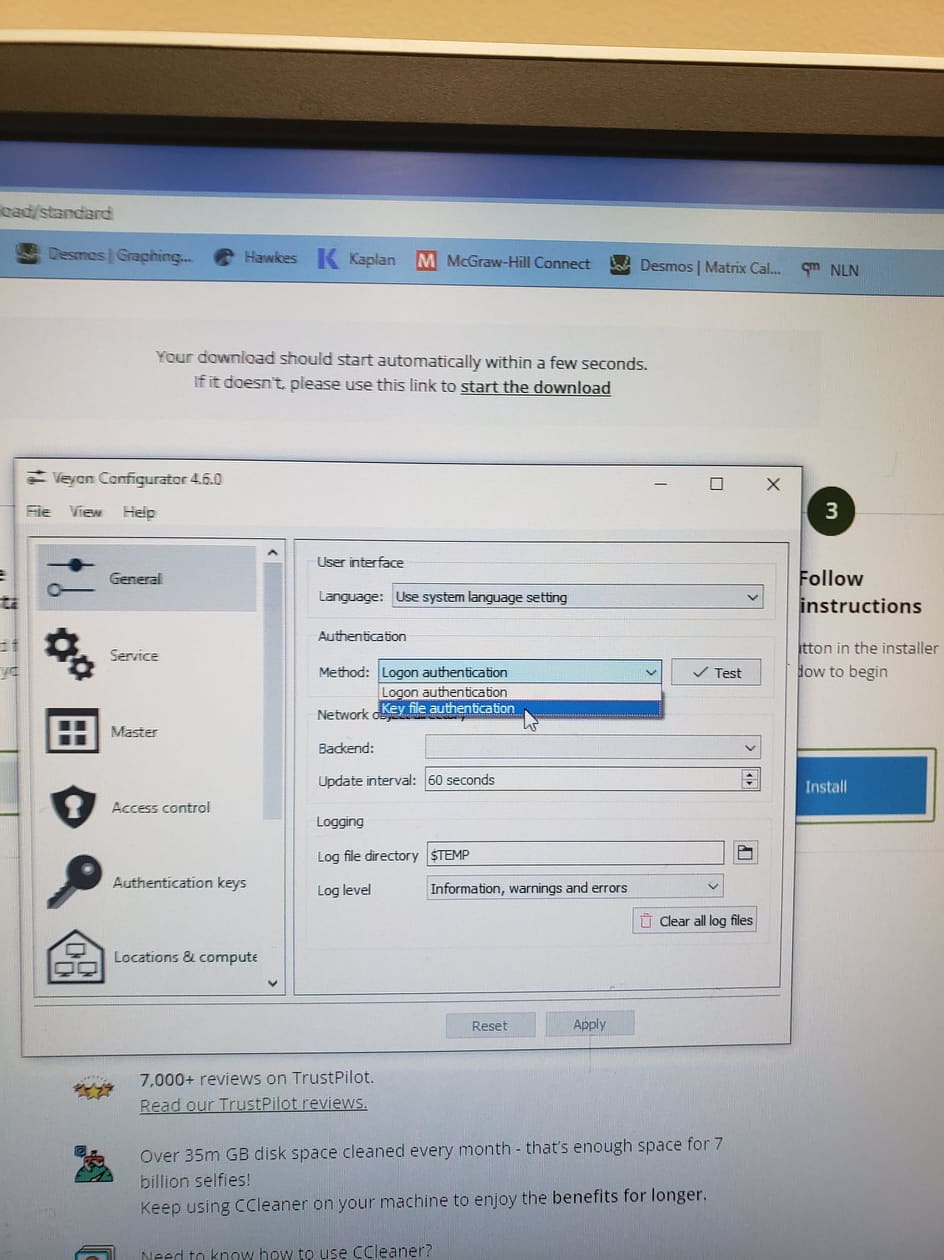 oad/standard
Desmos | Graphing...
Hawkes
K Kaplan
M McGraw-Hill Connect
Desmos | Matrix Cal...
NLN
Your download should start automatically within a few seconds.
If it doesn't, please use this link to start the download
Veyon Configurator 4.6.0
File View Help
General
Service
Master
Access control
Authentication keys
Locations & compute
User interface
Language: Use system language setting
Authentication
Method: Logon authentication
Test
Logon authentication
Key file authentication
Network
Backend:
Update interval: 60 seconds
Logging
Log file directory $TEMP
Log level Information, warnings and errors
Clear all log files
Reset Apply
3
Follow
instructions
tton in the installer
ow to begin
Install
7,000+ reviews on TrustPilot.
Read our TrustPilot reviews.
Over 35m GB disk space cleaned every month - that's enough space for 7
billion selfies!
Keep using CCleaner on your machine to enjoy the benefits for longer.
Need to know how to use CCleaner?